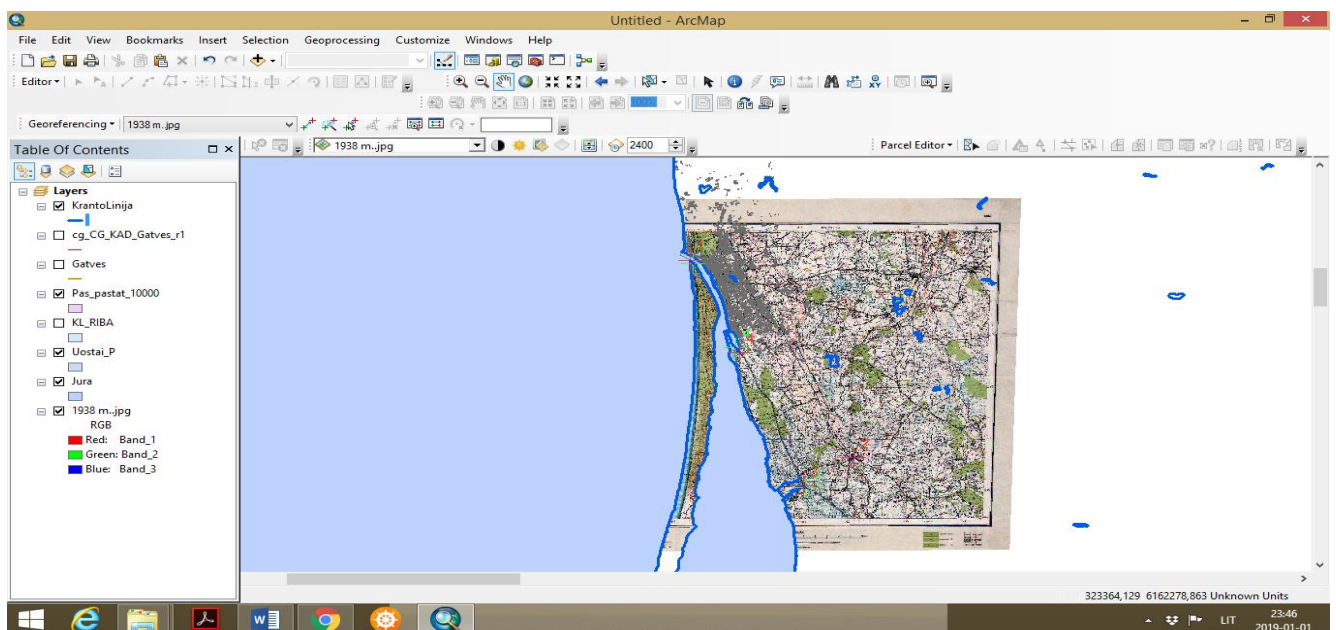 Untitled - ArcMap
File Edit View Bookmarks Insert Selection Geoprocessing Customize Windows Help
Editor
100%
Georeferencing 1938 m..jpg
Table Of Contents
1938 m..jpg 2400 Parcel Editor
Layers
KrantoLinija
cg_CG_KAD_Gatves_r1
Gatves
Pas_pastat_10000
KL_RIBA
Uostai_P
Jura
1938 m..jpg
RGB
Red: Band_1
Green: Band_2
Blue: Band_3
323364,129 6162278,863 Unknown Units
LIT 23:46
2019-01-01